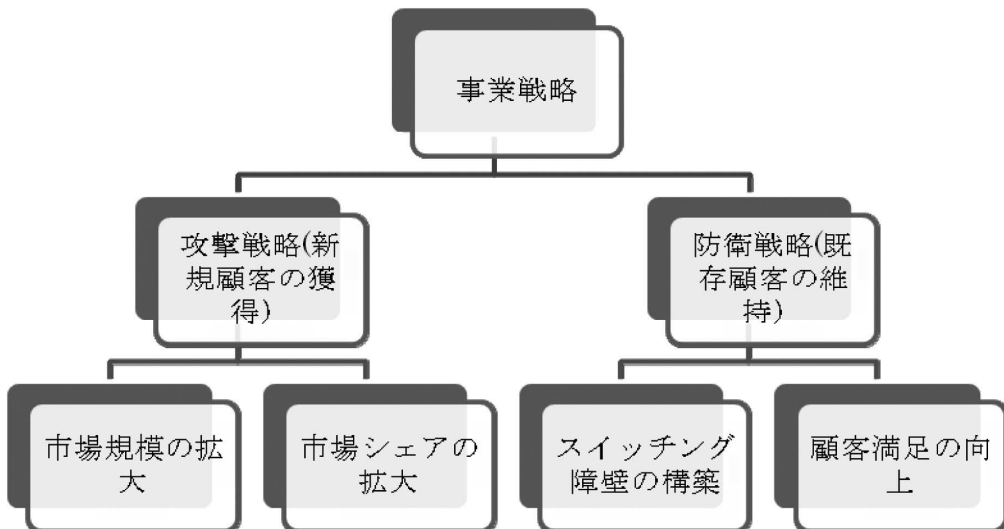 事業戦略
攻撃戦略(新
規顧客の獲
得)
防衛戦略(既
存顧客の維
持)
市場規模の拡
大
市場シェアの
拡大
スイッチング
障壁の構築
顧客満足の向
上